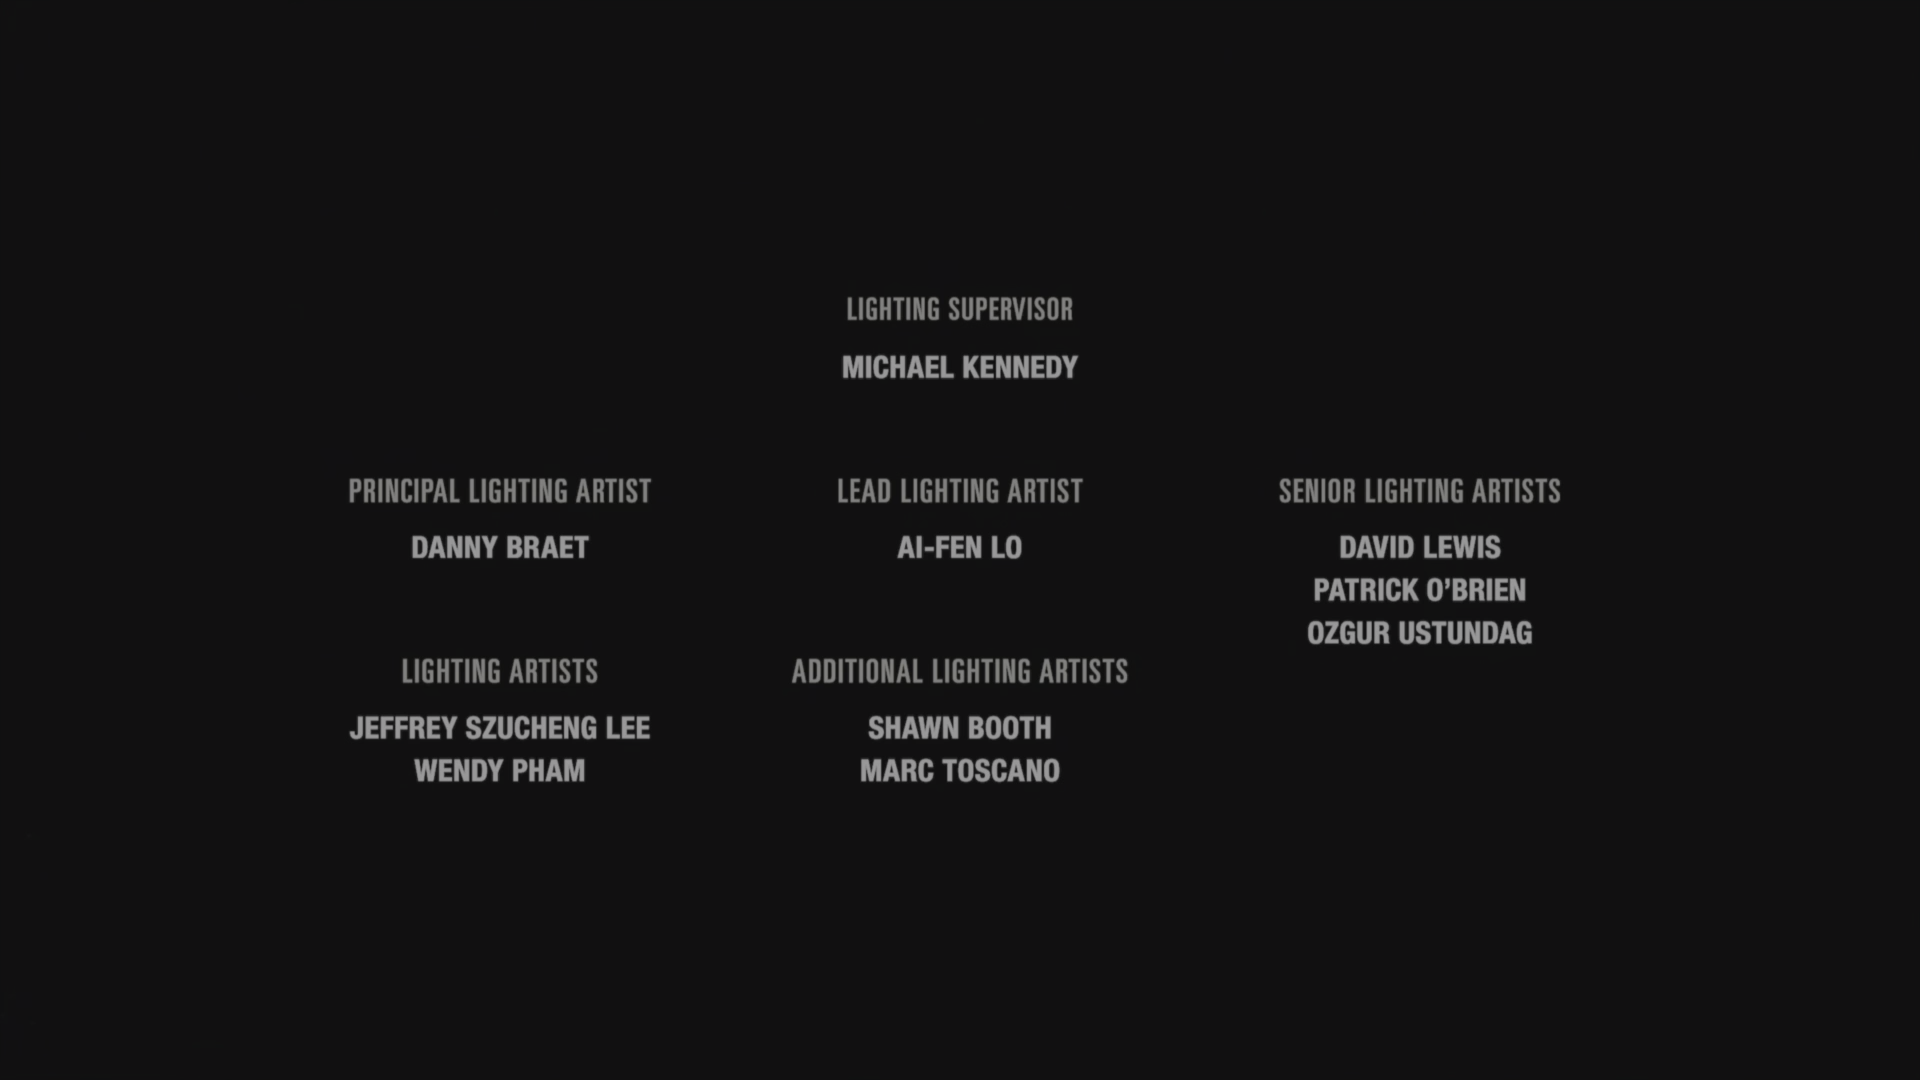 LIGHTING SUPERVISOR
MICHAEL KENNEDY
PRINCIPAL LIGHTING ARTIST
DANNY BRAET
LEAD LIGHTING ARTIST
AI-FEN LO
SENIOR LIGHTING ARTISTS
DAVID LEWIS
PATRICK O’BRIEN
OZGUR USTUNDAG
LIGHTING ARTISTS
JEFFREY SZUCHENG LEE
WENDY PHAM
ADDITIONAL LIGHTING ARTISTS
SHAWN BOOTH
MARC TOSCANO